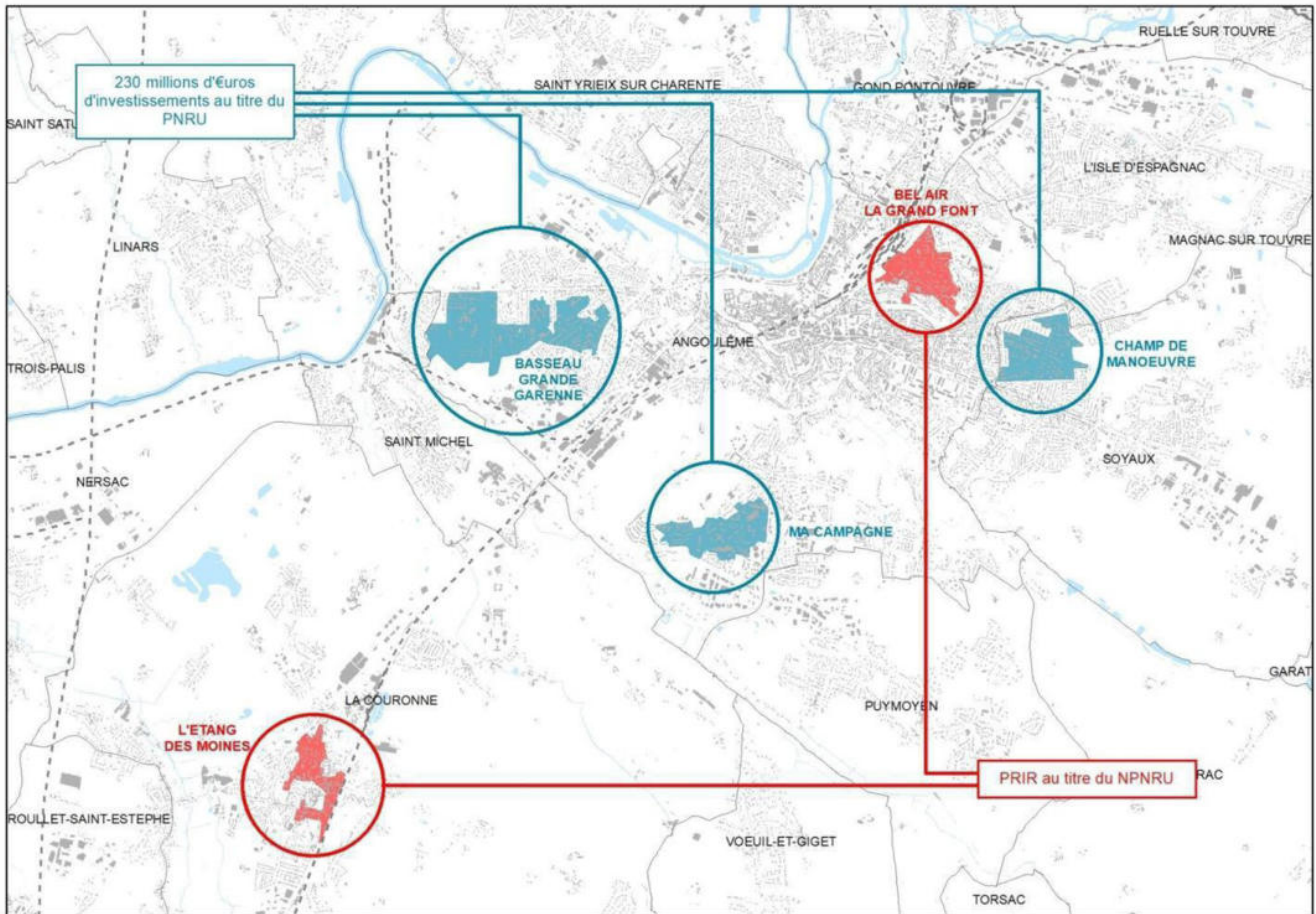 RUELLE SUR TOUVRE
230 millions d'€uros
d'investissements au titre du
PNRU
SAINT YRIEIX SUR CHARENTE
GOND PONTOUVRE
SAINT SATU
L'ISLE D'ESPAGNAC
BEL AIR
LA GRAND FONT
LINARS
MAGNAC SUR TOUVRE
ANGOULÊME
CHAMP DE
MANOEUVRE
BASSEAU
GRANDE
GARENNE
TROIS-PALIS
SAINT MICHEL
SOYAUX
NERSAC
MA CAMPAGNE
GARAT
LA COURONNE
PUYMOYEN
L'ETANG
DES MOINES
PRIR au titre du NPNRU
RAC
ROULLET-SAINT-ESTEPHE
VOEUIL-ET-GIGET
TORSAC